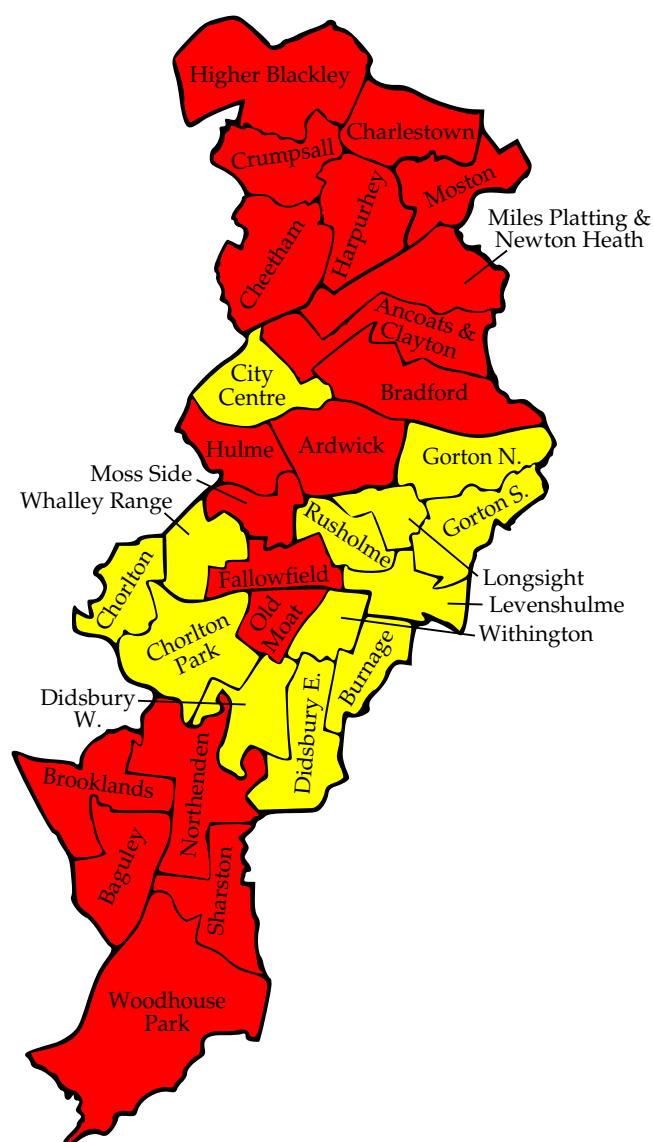 Higher Blackley
Charlestown
Crumpsall
Moston
Harpurhey
Miles Platting &
Newton Heath
Cheetham
Ancoats &
Clayton
City
Centre
Bradford
Hulme
Ardwick
Gorton N.
Moss Side
Whalley Range
Gorton S.
Rusholme
Chorlton
Fallowfield
Longsight
Levenshulme
Withington
Old
Moat
Chorlton
Park
Burnage
Didsbury
W.
Didsbury E.
Northenden
Brooklands
Baguley
Sharston
Woodhouse
Park